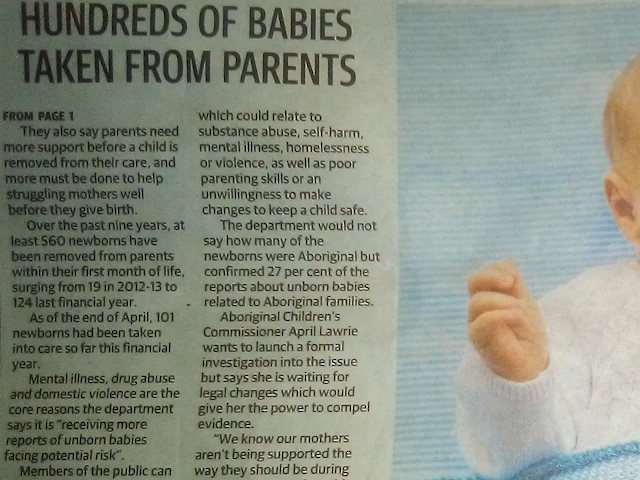 HUNDREDS OF BABIES
TAKEN FROM PARENTS
FROM PAGE 1
They also say parents need
more support before a child is
removed from their care, and
more must be done to help
struggling mothers well
before they give birth.
Over the past nine years, at
least 560 newborns have
been removed from parents
within their first month of life,
surging from 19 in 2012-13 to
124 last financial year.
As of the end of April, 101
newborns had been taken
into care so far this financial
year.
Mental illness, drug abuse
and domestic violence are the
core reasons the department
says it is "receiving more
reports of unborn babies
facing potential risk".
Members of the public can
which could relate to
substance abuse, self-harm,
mental illness, homelessness
or violence, as well as poor
parenting skills or an
unwillingness to make
changes to keep a child safe.
The department would not
say how many of the
newborns were Aboriginal but
confirmed 27 per cent of the
reports about unborn babies
related to Aboriginal families.
Aboriginal Children's
Commissioner April Lawrie
wants to launch a formal
investigation into the issue
but says she is waiting for
legal changes which would
give her the power to compel
evidence.
"We know our mothers
aren't being supported the
way they should be during